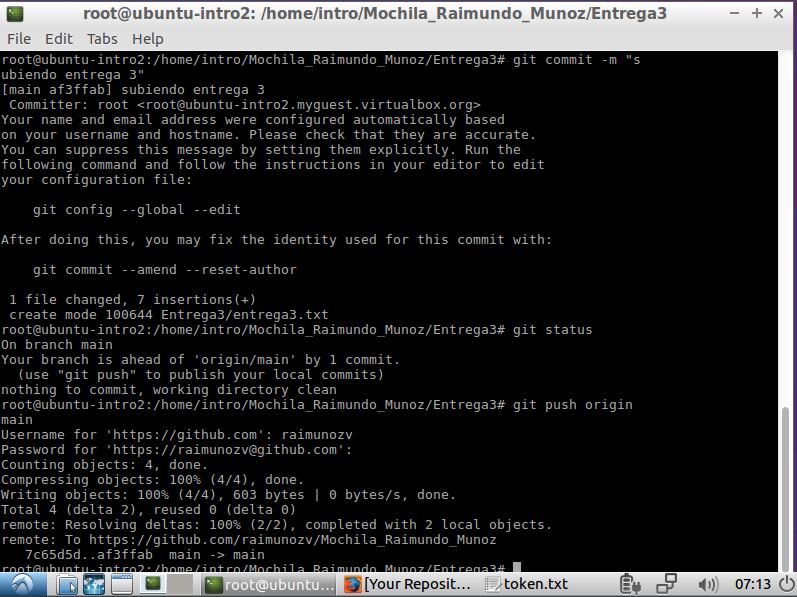 root@ubuntu-intro2: /home/intro/Mochila_Raimundo_Munoz/Entrega3
File Edit Tabs Help
root@ubuntu-intro2:/home/intro/Mochila_Raimundo_Munoz/Entrega3# git commit -m "s
ubiendo entrega 3"
[main af3ffab] subiendo entrega 3
 Committer: root <root@ubuntu-intro2.myguest.virtualbox.org>
Your name and email address were configured automatically based
on your username and hostname. Please check that they are accurate.
You can suppress this message by setting them explicitly. Run the
following command and follow the instructions in your editor to edit
your configuration file:

    git config --global --edit

After doing this, you may fix the identity used for this commit with:

    git commit --amend --reset-author

 1 file changed, 7 insertions(+)
 create mode 100644 Entrega3/entrega3.txt
root@ubuntu-intro2:/home/intro/Mochila_Raimundo_Munoz/Entrega3# git status
On branch main
Your branch is ahead of 'origin/main' by 1 commit.
  (use "git push" to publish your local commits)
nothing to commit, working directory clean
root@ubuntu-intro2:/home/intro/Mochila_Raimundo_Munoz/Entrega3# git push origin
main
Username for 'https://github.com': raimunozv
Password for 'https://raimunozv@github.com':
Counting objects: 4, done.
Compressing objects: 100% (4/4), done.
Writing objects: 100% (4/4), 603 bytes | 0 bytes/s, done.
Total 4 (delta 2), reused 0 (delta 0)
remote: Resolving deltas: 100% (2/2), completed with 2 local objects.
remote: To https://github.com/raimunozv/Mochila_Raimundo_Munoz
   7c65d5d..af3ffab  main -> main
root@ubuntu-intro2:/home/intro/Mochila_Raimundo_Munoz/Entrega3#
root@ubuntu... [Your Reposit... token.txt 07:13